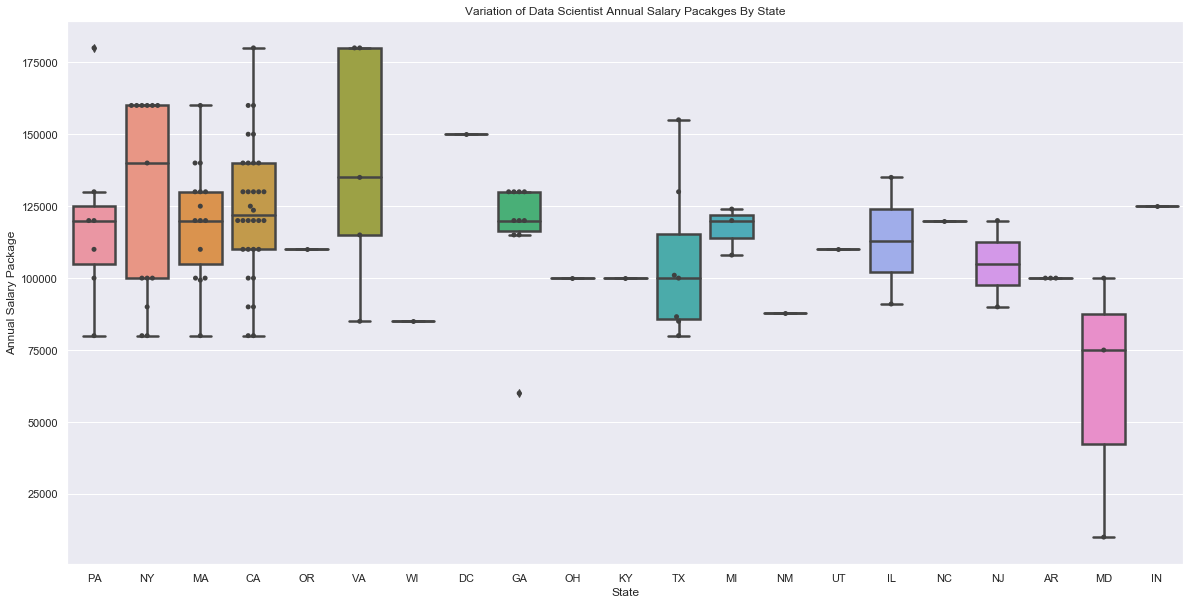 Variation of Data Scientist Annual Salary Pacakges By State
175000
150000
125000
100000
75000
50000
25000
Annual Salary Package
PA NY MA CA OR VA WI DC GA OH KY TX MI NM UT IL NC NJ AR MD IN
State